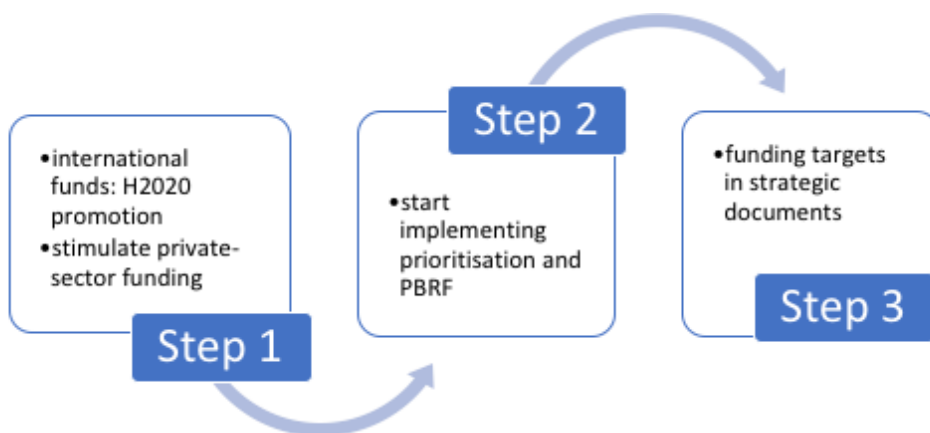 •international
funds: H2020
promotion
•stimulate private-
sector funding
Step 1
Step 2
•start
implementing
prioritisation and
PBRF
•funding targets
in strategic
documents
Step 3